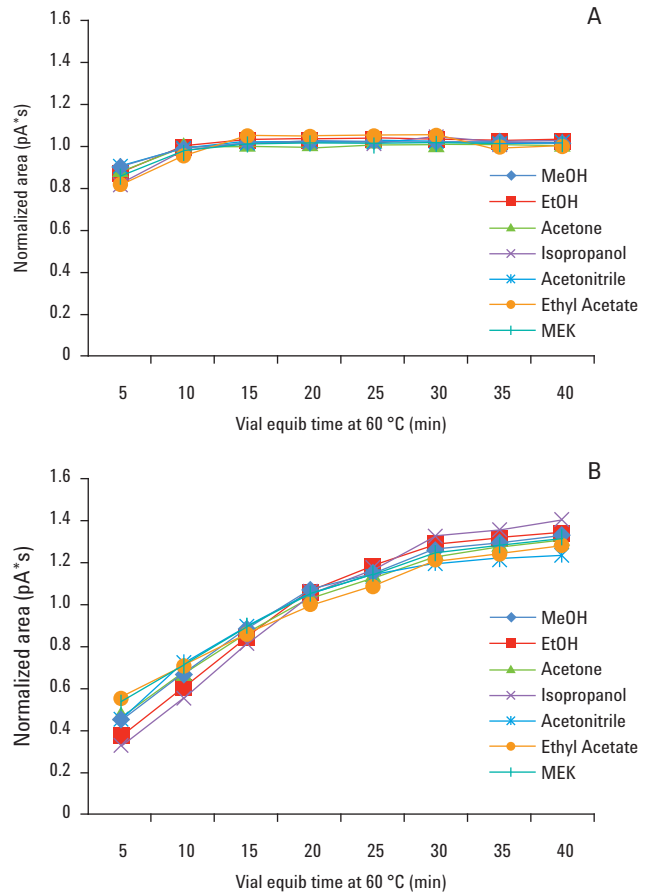 A
Normalized area (pA*s)
1.6
1.4
1.2
1.0
0.8
0.6
0.4
0.2
0
MeOH
EtOH
Acetone
Isopropanol
Acetonitrile
Ethyl Acetate
MEK
5 10 15 20 25 30 35 40
Vial equib time at 60 °C (min)
B
Normalized area (pA*s)
1.6
1.4
1.2
1.0
0.8
0.6
0.4
0.2
0
MeOH
EtOH
Acetone
Isopropanol
Acetonitrile
Ethyl Acetate
MEK
5 10 15 20 25 30 35 40
Vial equib time at 60 °C (min)